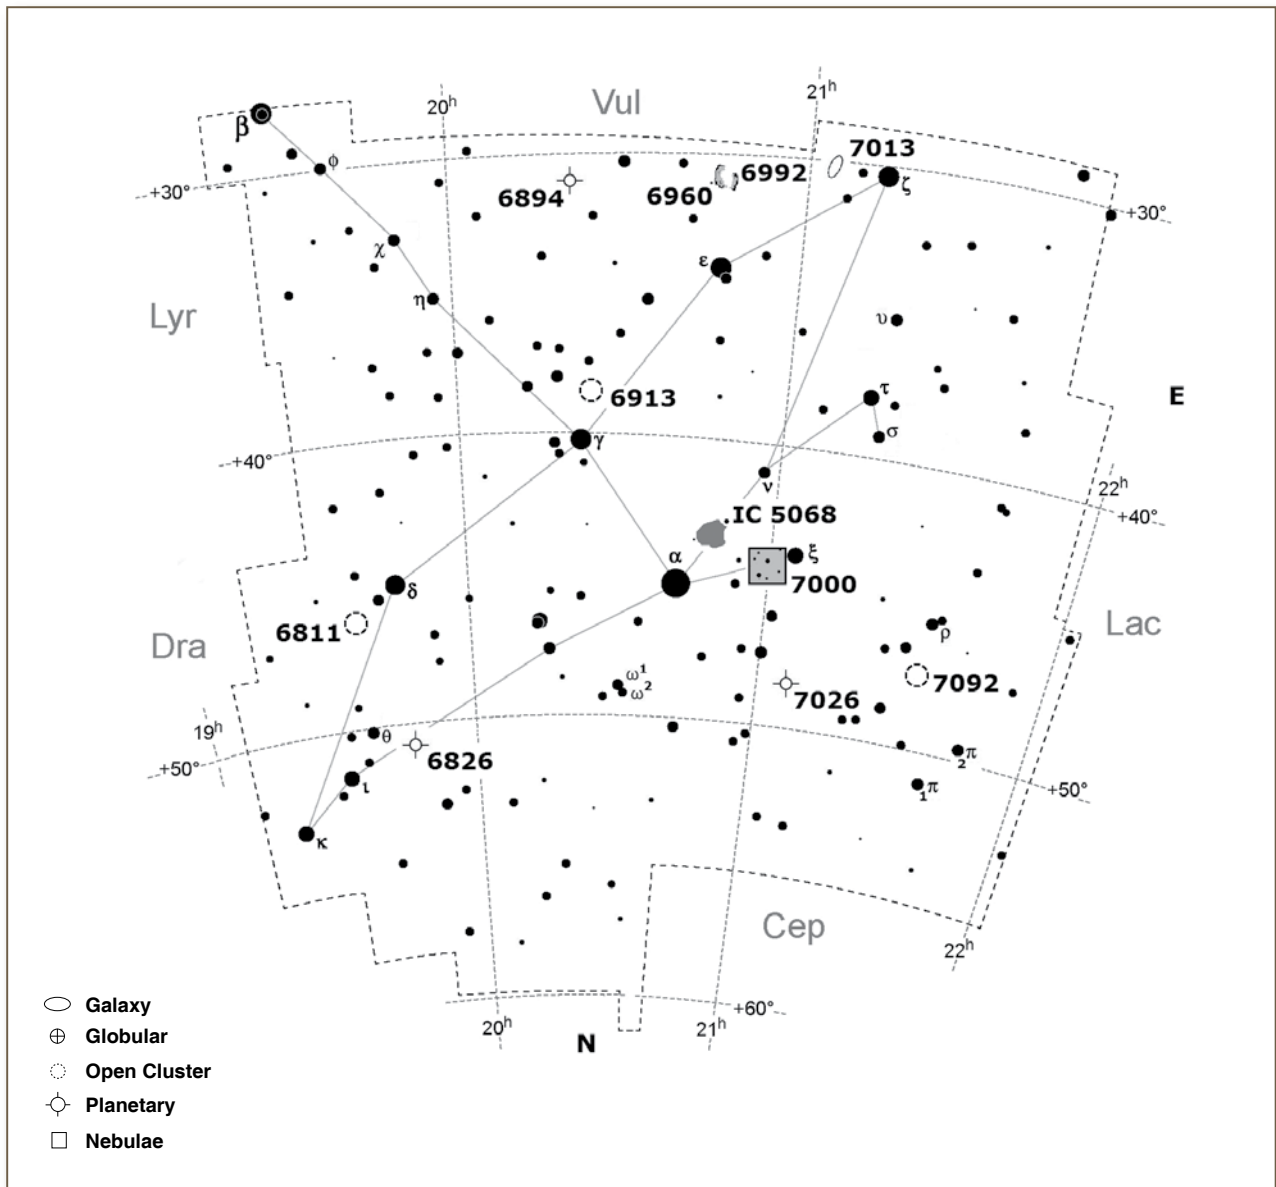 Vul
20h
21h
β
φ
7013
6992
6894
6960
ζ
+30°
+30°
χ
ε
η
Lyr
υ
τ
E
6913
γ
σ
+40°
ν
22h
IC 5068
+40°
α
ξ
δ
7000
6811
ρ
Lac
Dra
ω1
ω2
7092
7026
19h
θ
6826
π
2
+50°
ι
1π
+50°
κ
Cep
22h
+60°
20h
21h
N
Galaxy
Globular
Open Cluster
Planetary
Nebulae